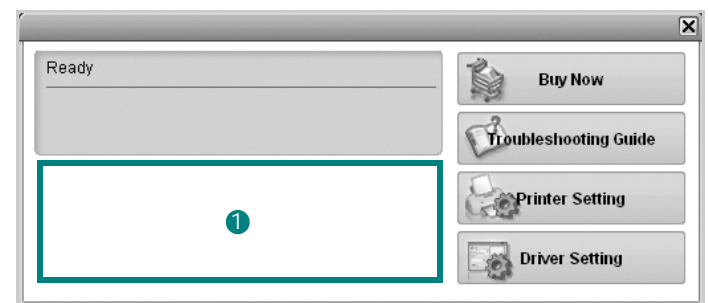 Ready
1
Buy Now
Troubleshooting Guide
Printer Setting
Driver Setting